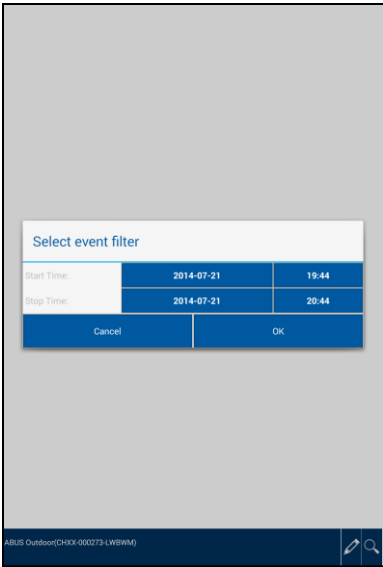 Select event filter
Start Time: 2014-07-21 19:44
Stop Time: 2014-07-21 20:44
Cancel OK
ABUS Outdoor(CHXX-000273-LWBWM)